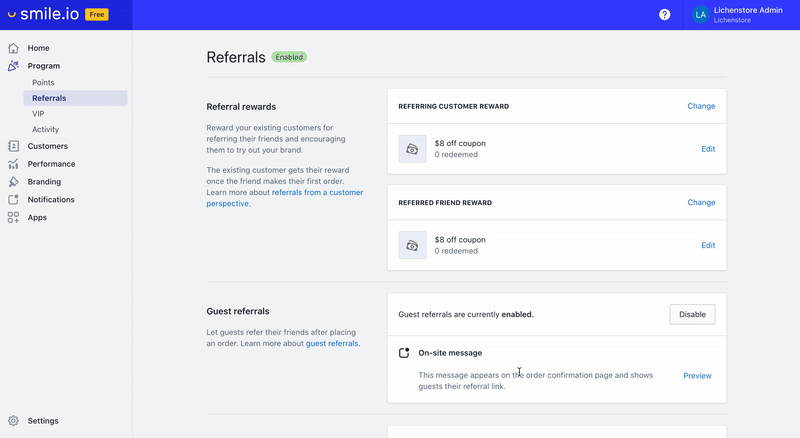 smile.io Free
?
LA
Lichenstore Admin
Lichenstore
Home
Program
Points
Referrals
VIP
Activity
Customers
Performance
Branding
Notifications
Apps
Settings
Referrals Enabled
Referral rewards
Reward your existing customers for
referring their friends and encouraging
them to try out your brand.
The existing customer gets their reward
once the friend makes their first order.
Learn more about referrals from a customer
perspective.
REFERRING CUSTOMER REWARD
Change
$8 off coupon
0 redeemed
Edit
REFERRED FRIEND REWARD
Change
$8 off coupon
0 redeemed
Edit
Guest referrals
Let guests refer their friends after placing
an order. Learn more about guest referrals.
Guest referrals are currently enabled.
Disable
On-site message
This message appears on the order confirmation page and shows
guests their referral link.
Preview